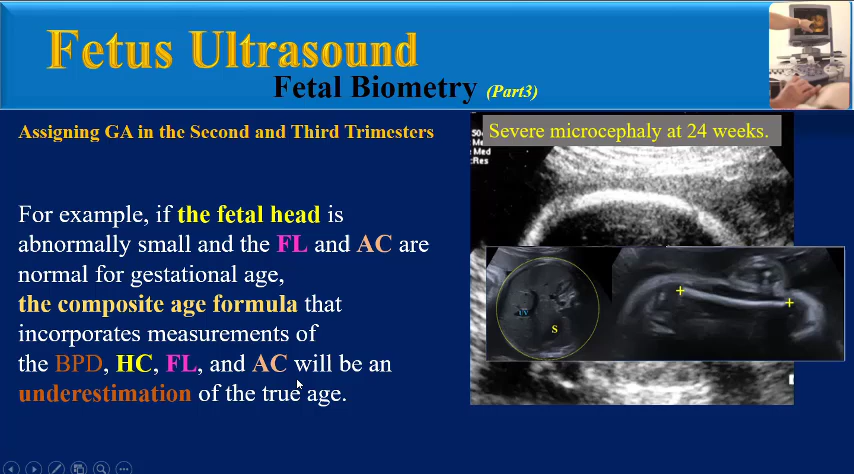 Fetus Ultrasound
Fetal Biometry (Part3)
Assigning GA in the Second and Third Trimesters
Severe microcephaly at 24 weeks.
For example, if the fetal head is
abnormally small and the FL and AC are
normal for gestational age,
the composite age formula that
incorporates measurements of
the BPD, HC, FL, and AC will be an
underestimation of the true age.
Med
S